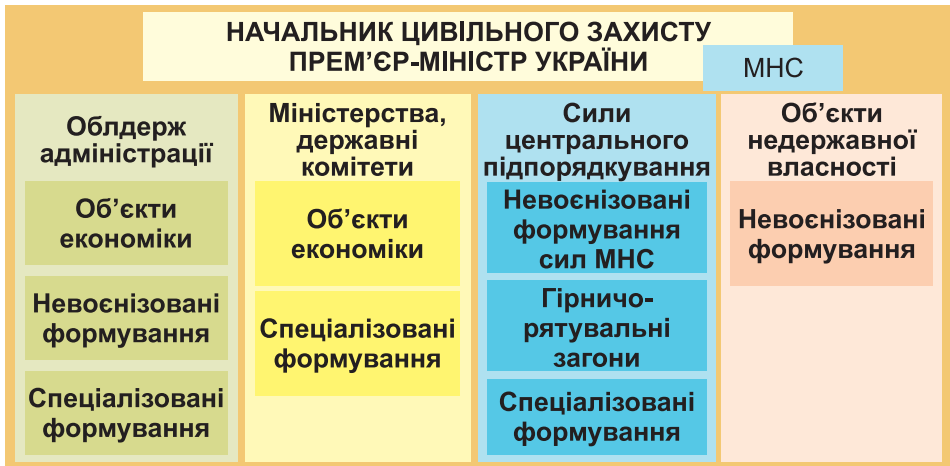 НАЧАЛЬНИК ЦИВІЛЬНОГО ЗАХИСТУ
ПРЕМ’ЄР-МІНІСТР УКРАЇНИ
МНС
Облдерж
адміністрації
Об’єкти
економіки
Невоєнізовані
формування
Спеціалізовані
формування
Міністерства,
державні
комітети
Об’єкти
економіки
Спеціалізовані
формування
Сили
центрального
підпорядкування
Невоєнізовані
формування
сил МНС
Гірничо-
рятувальні
загони
Спеціалізовані
формування
Об’єкти
недержавної
власності
Невоєнізовані
формування